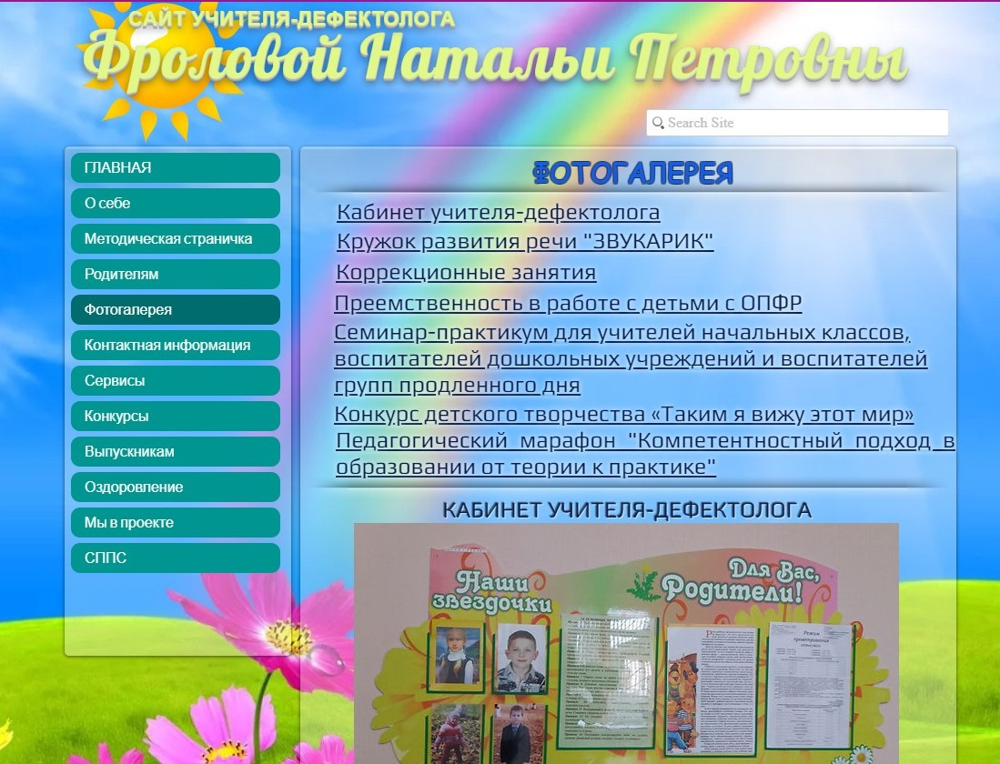 САЙТ УЧИТЕЛЯ-ДЕФЕКТОЛОГА
Фроловой Натальи Петровны
Search Site
ГЛАВНАЯ
О себе
Методическая страничка
Родителям
Фотогалерея
Контактная информация
Сервисы
Конкурсы
Выпускникам
Оздоровление
Мы в проекте
СППС
ФОТОГАЛЕРЕЯ
Кабинет учителя-дефектолога
Кружок развития речи "ЗВУКАРИК"
Коррекционные занятия
Преемственность в работе с детьми с ОПФР
Семинар-практикум для учителей начальных классов,
воспитателей дошкольных учреждений и воспитателей
групп продленного дня
Конкурс детского творчества «Таким я вижу этот мир»
Педагогический марафон "Компетентностный подход в
образовании от теории к практике"
КАБИНЕТ УЧИТЕЛЯ-ДЕФЕКТОЛОГА
Наши
звездочки
Для Вас,
Родители!
Режим
проветривания